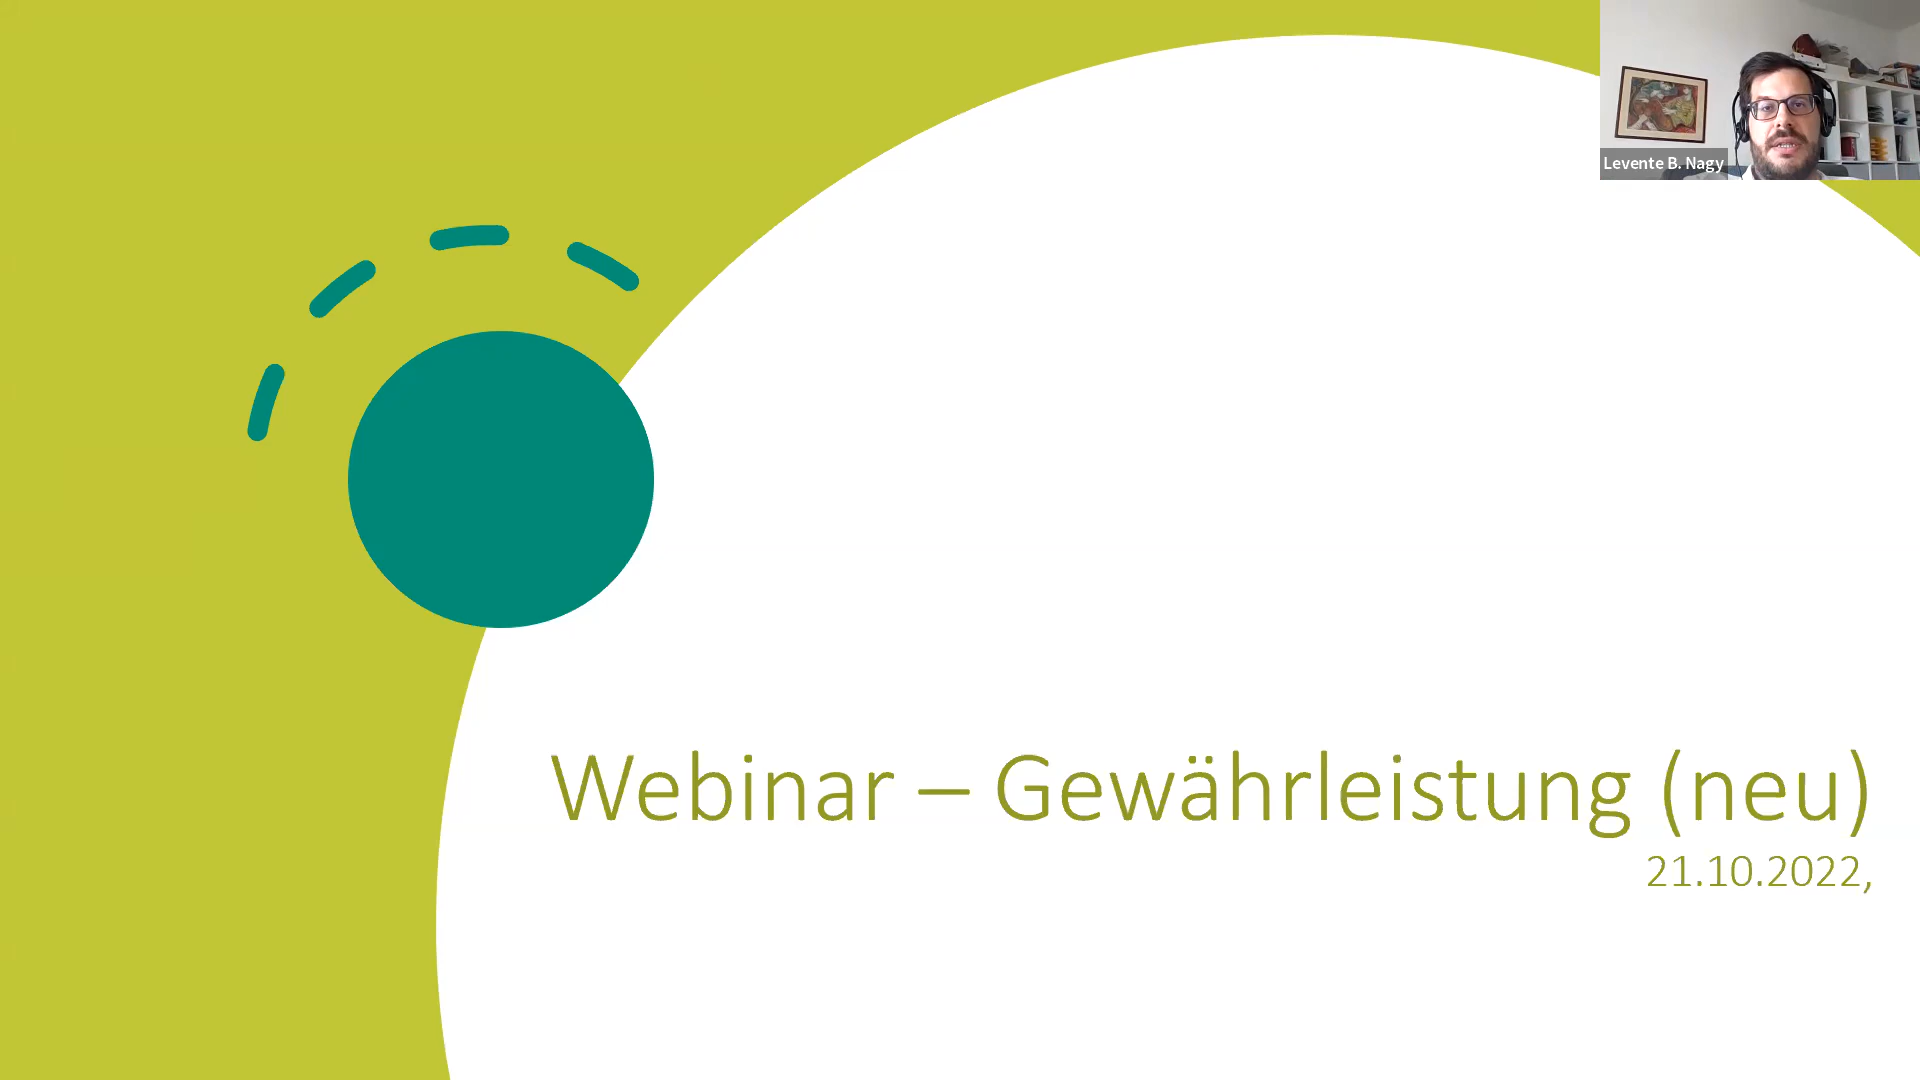 Levente B. Nagy
Webinar – Gewährleistung (neu)
21.10.2022,